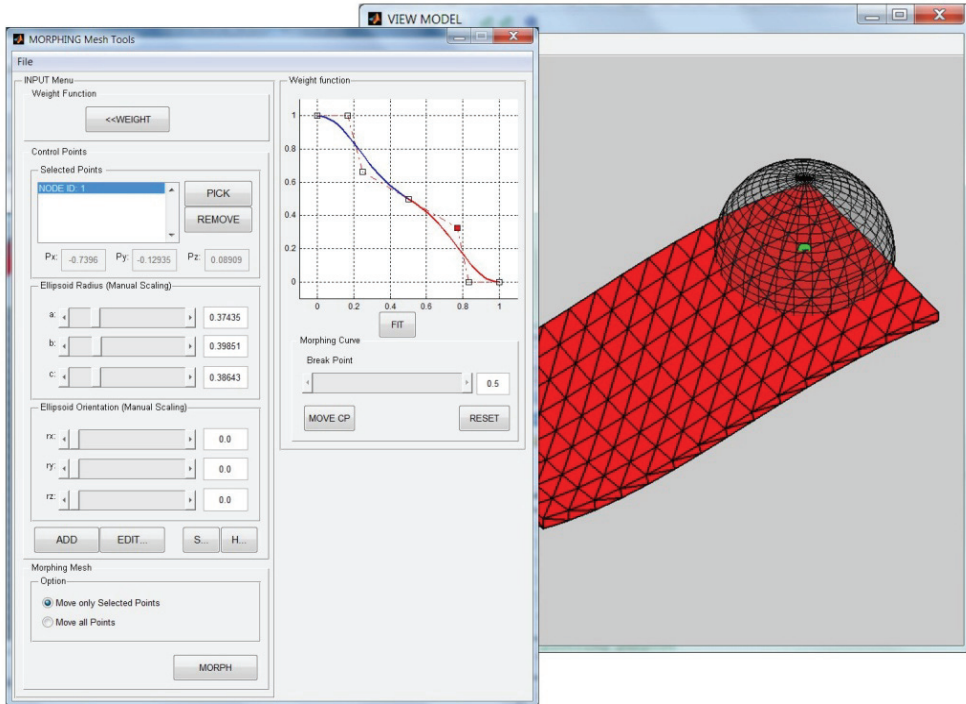 VIEW MODEL
MORPHING Mesh Tools
File
INPUT Menu
Weight Function
<<WEIGHT
Control Points
Selected Points
NODE ID: 1
PICK
REMOVE
Px: -0.7396 Py: -0.12935 Pz: 0.08909
Ellipsoid Radius (Manual Scaling)
a: 0.37435
b: 0.39851
c: 0.38643
Ellipsoid Orientation (Manual Scaling)
rx: 0.0
ry: 0.0
rz: 0.0
ADD EDIT... S... H...
Morphing Mesh
Option
Move only Selected Points
Move all Points
MORPH
Weight function
1
0.8
0.6
0.4
0.2
0
0 0.2 0.4 0.6 0.8 1
FIT
Morphing Curve
Break Point
0.5
MOVE CP RESET